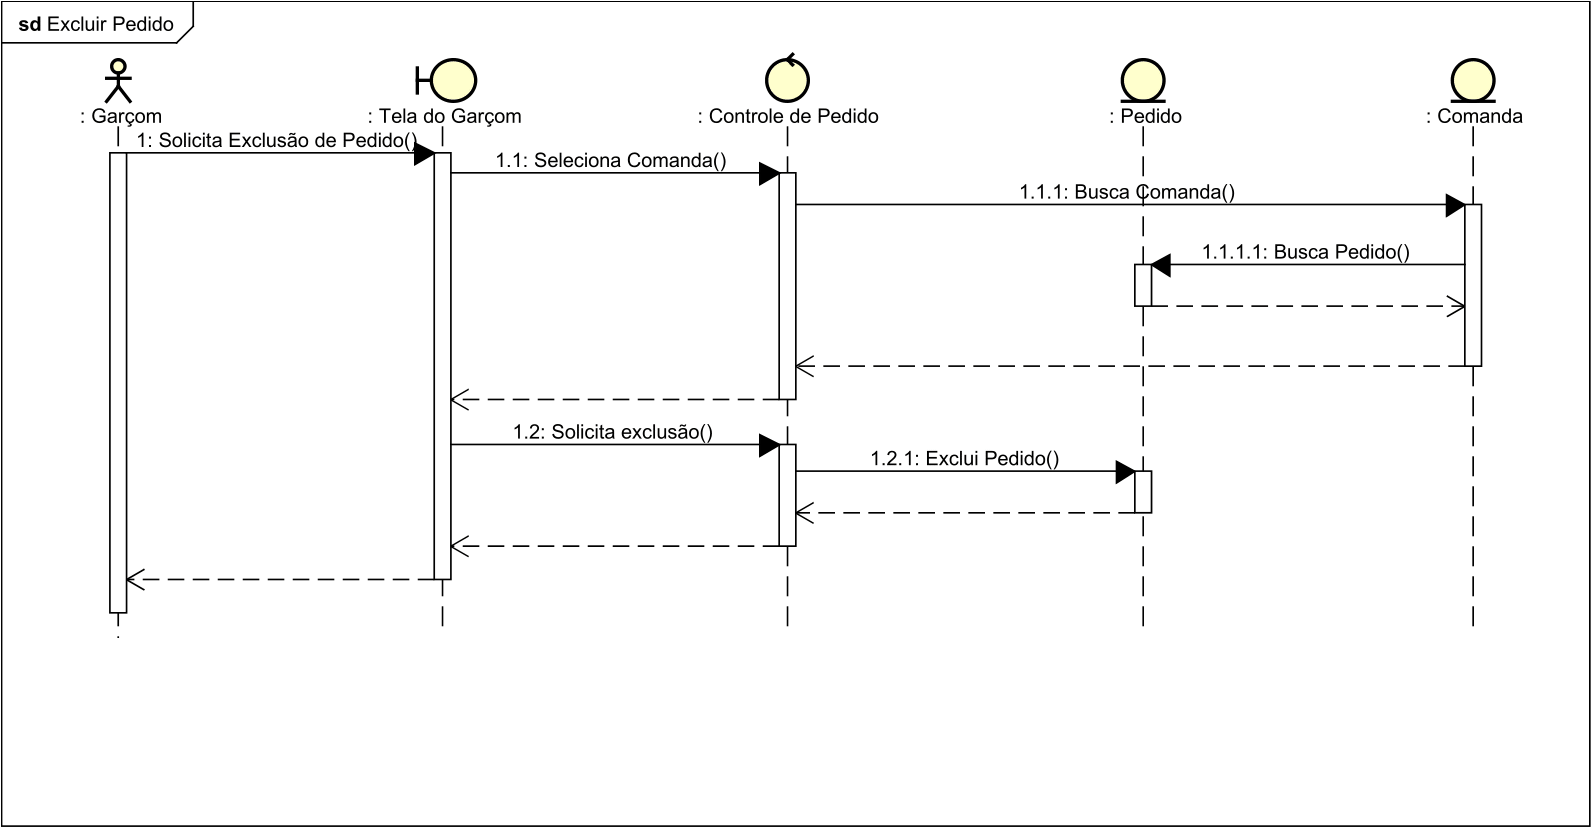 sd Excluir Pedido
: Garçom
: Tela do Garçom
: Controle de Pedido
: Pedido
: Comanda
1: Solicita Exclusão de Pedido()
1.1: Seleciona Comanda()
1.1.1: Busca Comanda()
1.1.1.1: Busca Pedido()
1.2: Solicita exclusão()
1.2.1: Exclui Pedido()